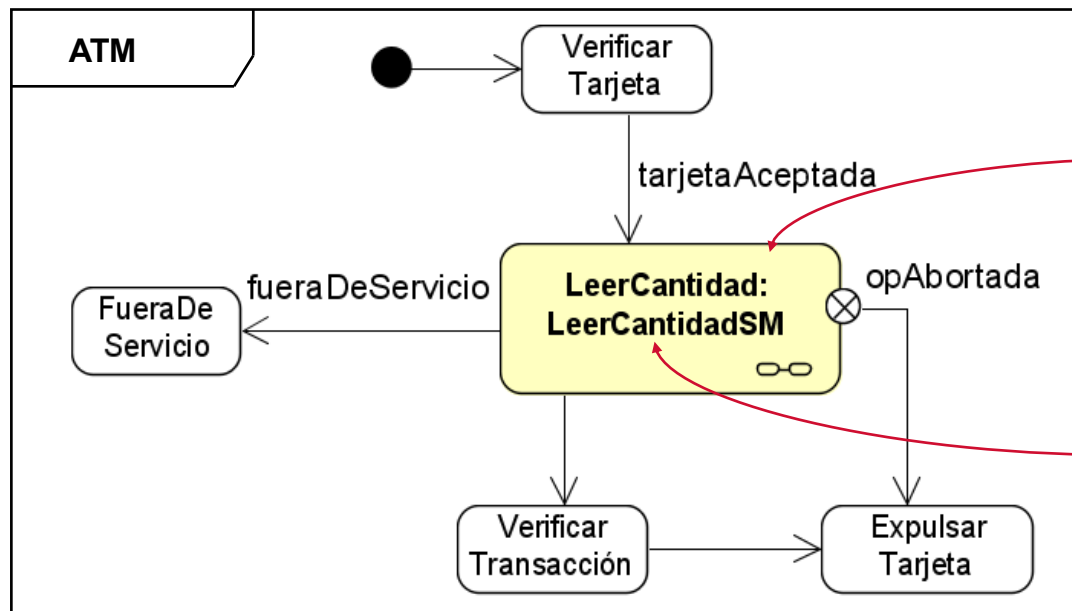 ATM
Verificar
Tarjeta
tarjetaAceptada
LeerCantidad:
LeerCantidadSM
opAbortada
fueraDeServicio
FueraDe
Servicio
Verificar
Transacción
Expulsar
Tarjeta